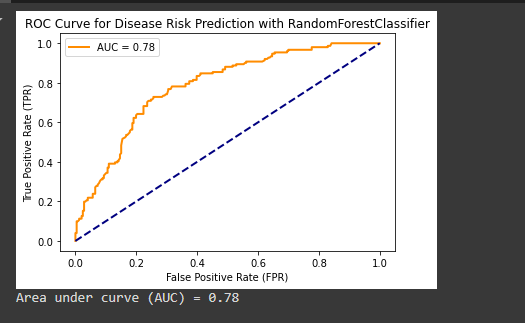 ROC Curve for Disease Risk Prediction with RandomForestClassifier
AUC = 0.78
1.0
0.8
0.6
0.4
0.2
0.0
True Positive Rate (TPR)
0.0 0.2 0.4 0.6 0.8 1.0
False Positive Rate (FPR)
Area under curve (AUC) = 0.78